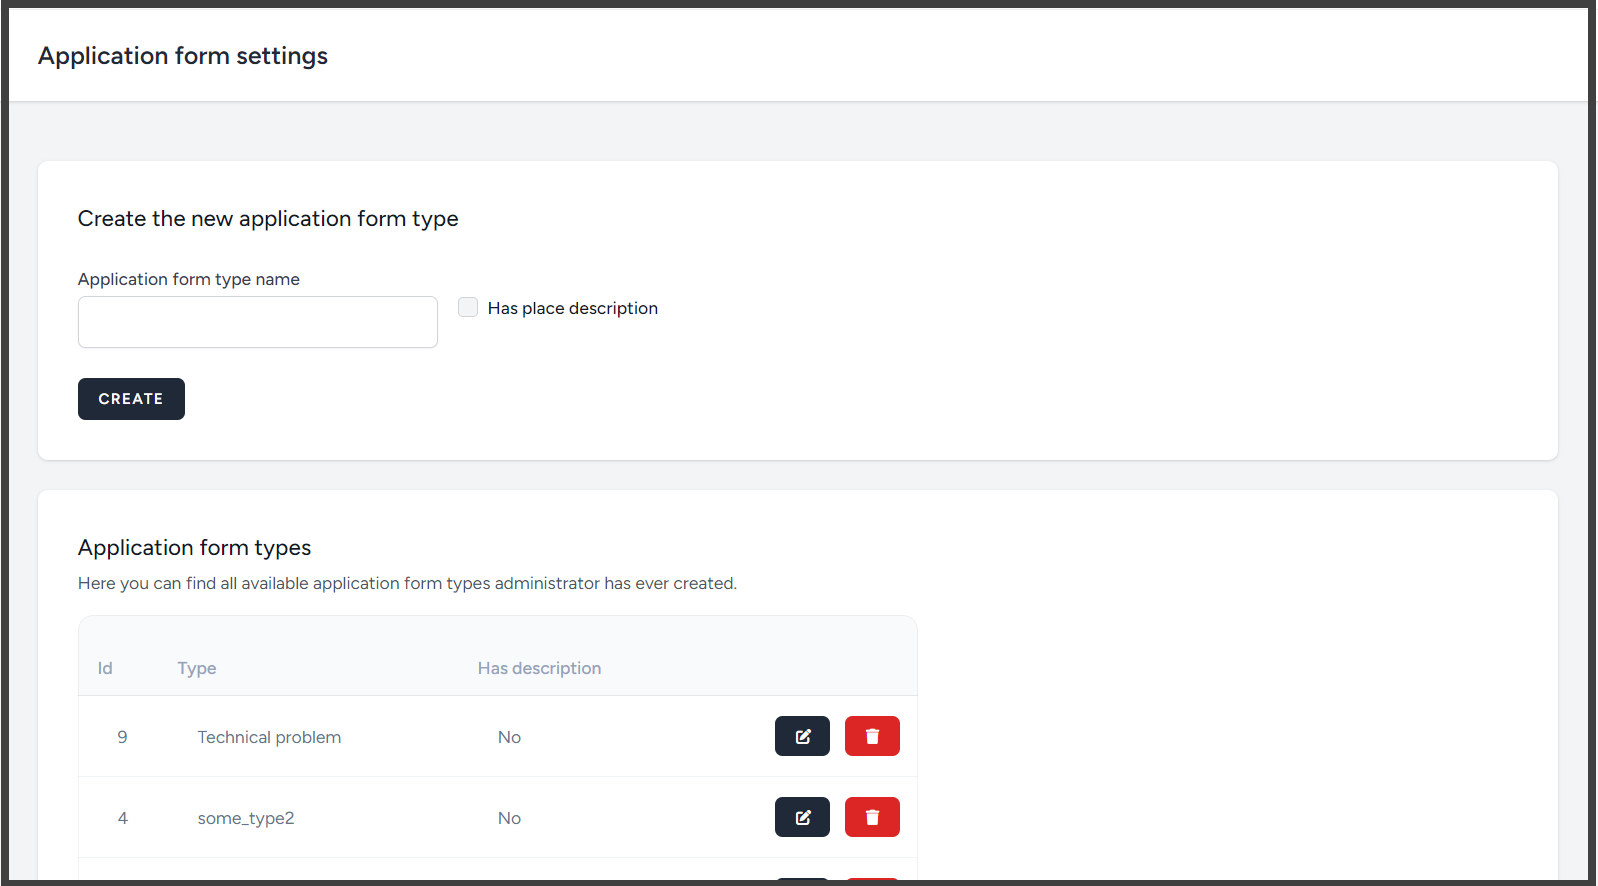 Application form settings
Create the new application form type
Application form type name
Has place description
CREATE
Application form types
Here you can find all available application form types administrator has ever created.
Id Type Has description
9 Technical problem No
4 some_type2 No